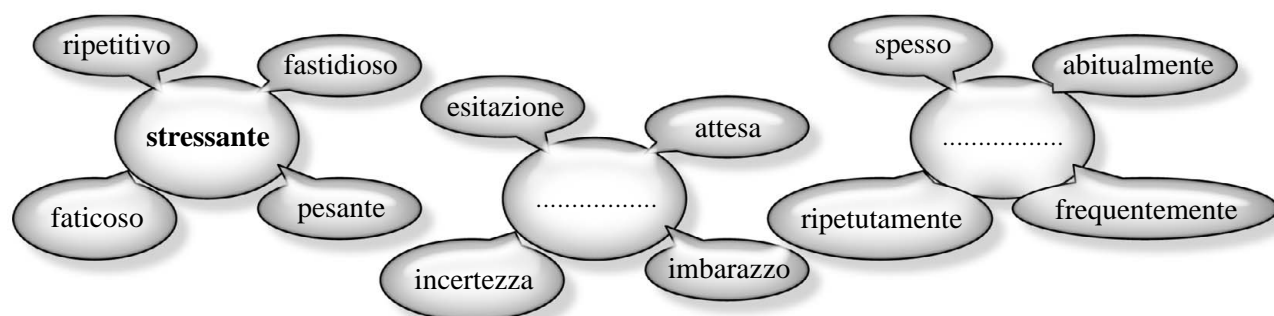 ripetitivo
fastidioso
stressante
faticoso
pesante
esitazione
attesa
.................
incertezza
imbarazzo
spesso
abitualmente
.................
ripetutamente
frequentemente